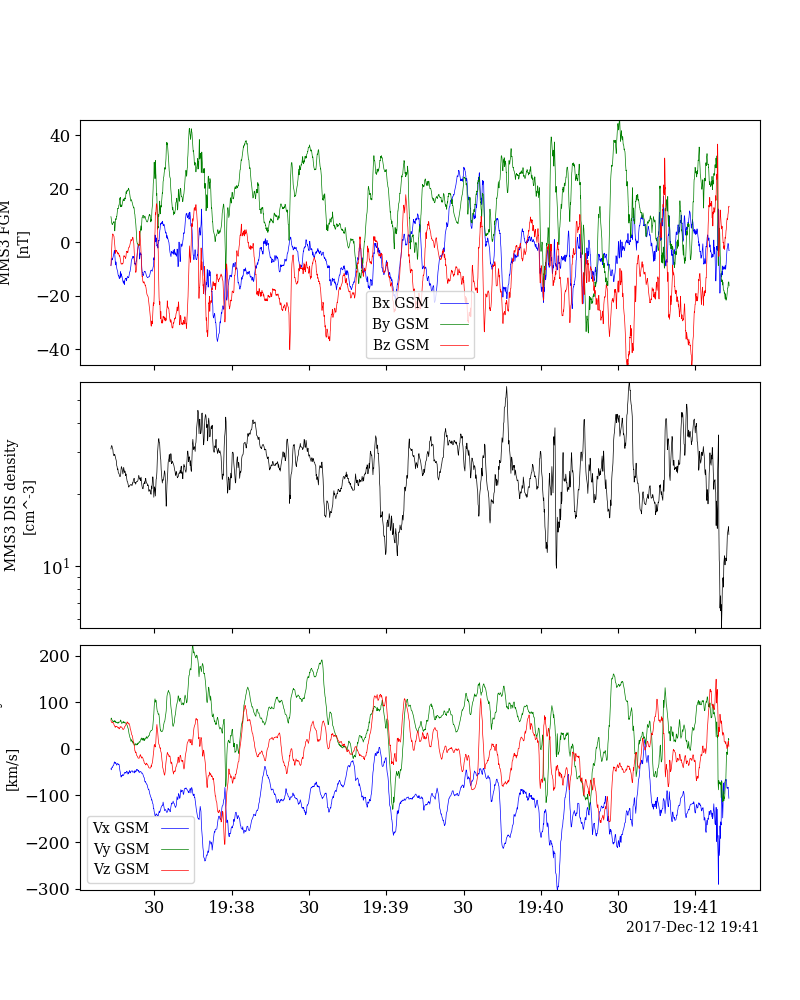 MMS3 FGM
[nT]
40
20
0
−20
−40
Bx GSM
By GSM
Bz GSM
MMS3 DIS density
[cm^-3]
10^1
[km/s]
200
100
0
−100
−200
−300
Vx GSM
Vy GSM
Vz GSM
30
19:38
30
19:39
30
19:40
30
19:41
2017-Dec-12 19:41